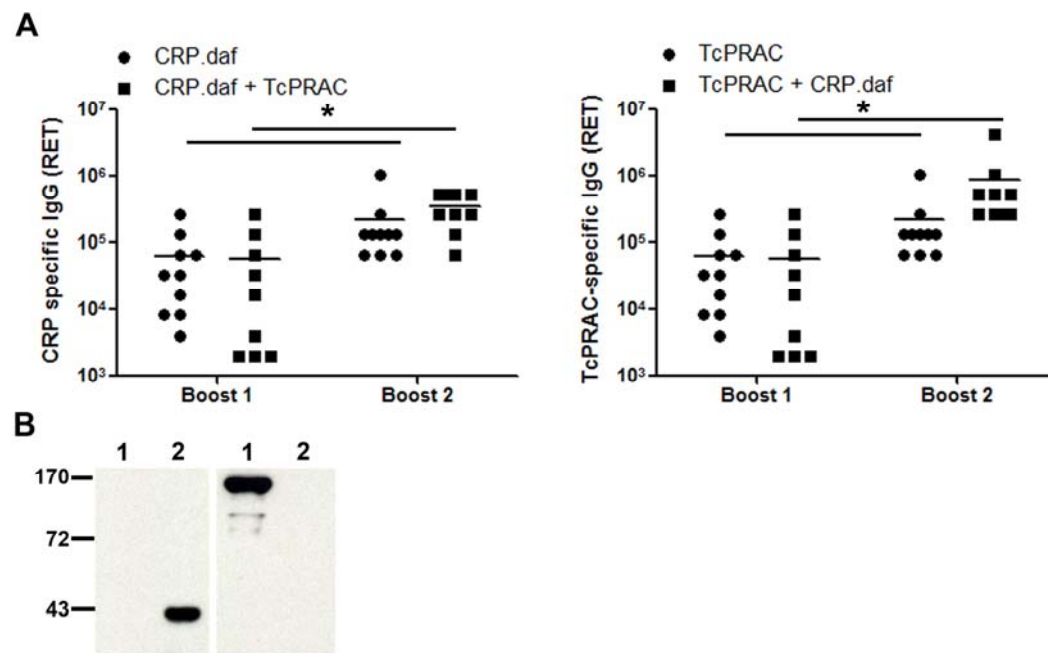 A
CRP.daf
CRP.daf + TcPRAC
CRP specific IgG (RET)
10⁷
10⁶
10⁵
10⁴
10³
*
Boost 1 Boost 2
TcPRAC
TcPRAC + CRP.daf
TcPRAC-specific IgG (RET)
10⁷
10⁶
10⁵
10⁴
10³
*
Boost 1 Boost 2
B
1 2 1 2
170
72
43